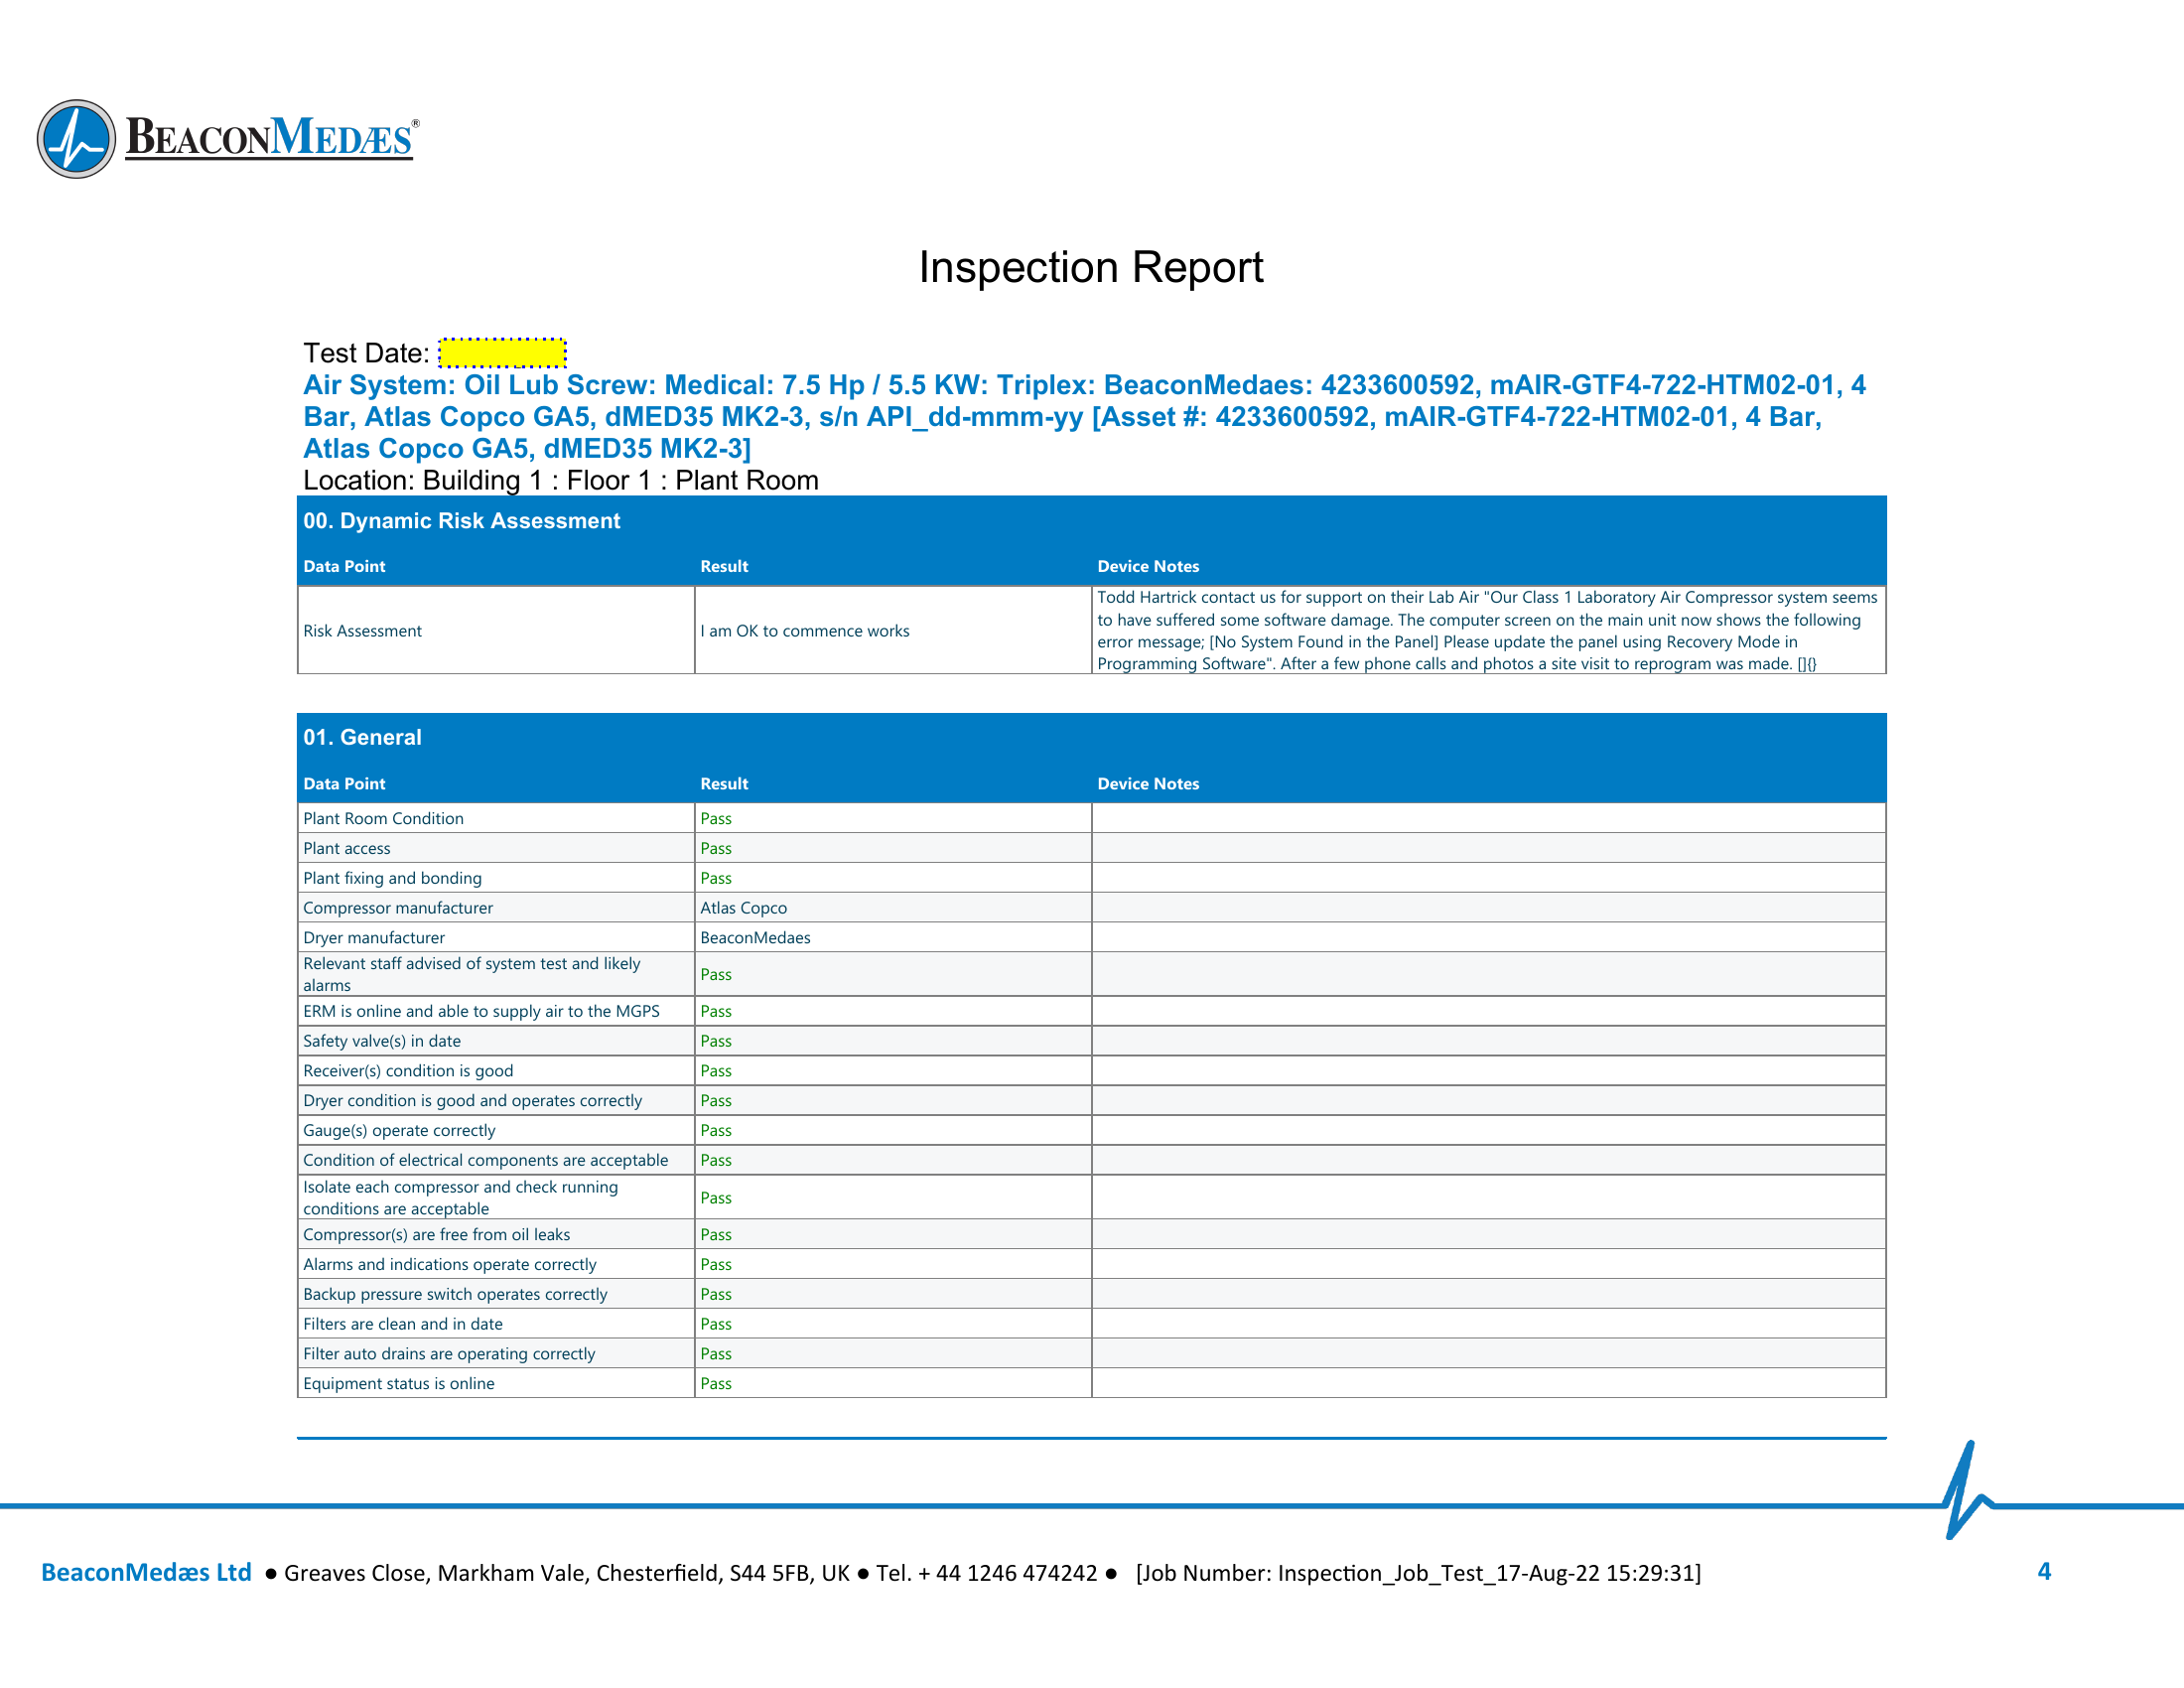 BEACONMEDÆS®
Inspection Report
Test Date:
Air System: Oil Lub Screw: Medical: 7.5 Hp / 5.5 KW: Triplex: BeaconMedaes: 4233600592, mAIR-GTF4-722-HTM02-01, 4
Bar, Atlas Copco GA5, dMED35 MK2-3, s/n API_dd-mmm-yy [Asset #: 4233600592, mAIR-GTF4-722-HTM02-01, 4 Bar,
Atlas Copco GA5, dMED35 MK2-3]
Location: Building 1 : Floor 1 : Plant Room
00. Dynamic Risk Assessment
Data Point Result Device Notes
Risk Assessment I am OK to commence works
Todd Hartrick contact us for support on their Lab Air "Our Class 1 Laboratory Air Compressor system seems
to have suffered some software damage. The computer screen on the main unit now shows the following
error message; [No System Found in the Panel] Please update the panel using Recovery Mode in
Programming Software". After a few phone calls and photos a site visit to reprogram was made. []{}
01. General
Data Point Result Device Notes
Plant Room Condition Pass
Plant access Pass
Plant fixing and bonding Pass
Compressor manufacturer Atlas Copco
Dryer manufacturer BeaconMedaes
Relevant staff advised of system test and likely
alarms Pass
ERM is online and able to supply air to the MGPS Pass
Safety valve(s) in date Pass
Receiver(s) condition is good Pass
Dryer condition is good and operates correctly Pass
Gauge(s) operate correctly Pass
Condition of electrical components are acceptable Pass
Isolate each compressor and check running
conditions are acceptable Pass
Compressor(s) are free from oil leaks Pass
Alarms and indications operate correctly Pass
Backup pressure switch operates correctly Pass
Filters are clean and in date Pass
Filter auto drains are operating correctly Pass
Equipment status is online Pass
BeaconMedæs Ltd ● Greaves Close, Markham Vale, Chesterfield, S44 5FB, UK ● Tel. + 44 1246 474242 ● [Job Number: Inspection_Job_Test_17-Aug-22 15:29:31] 4